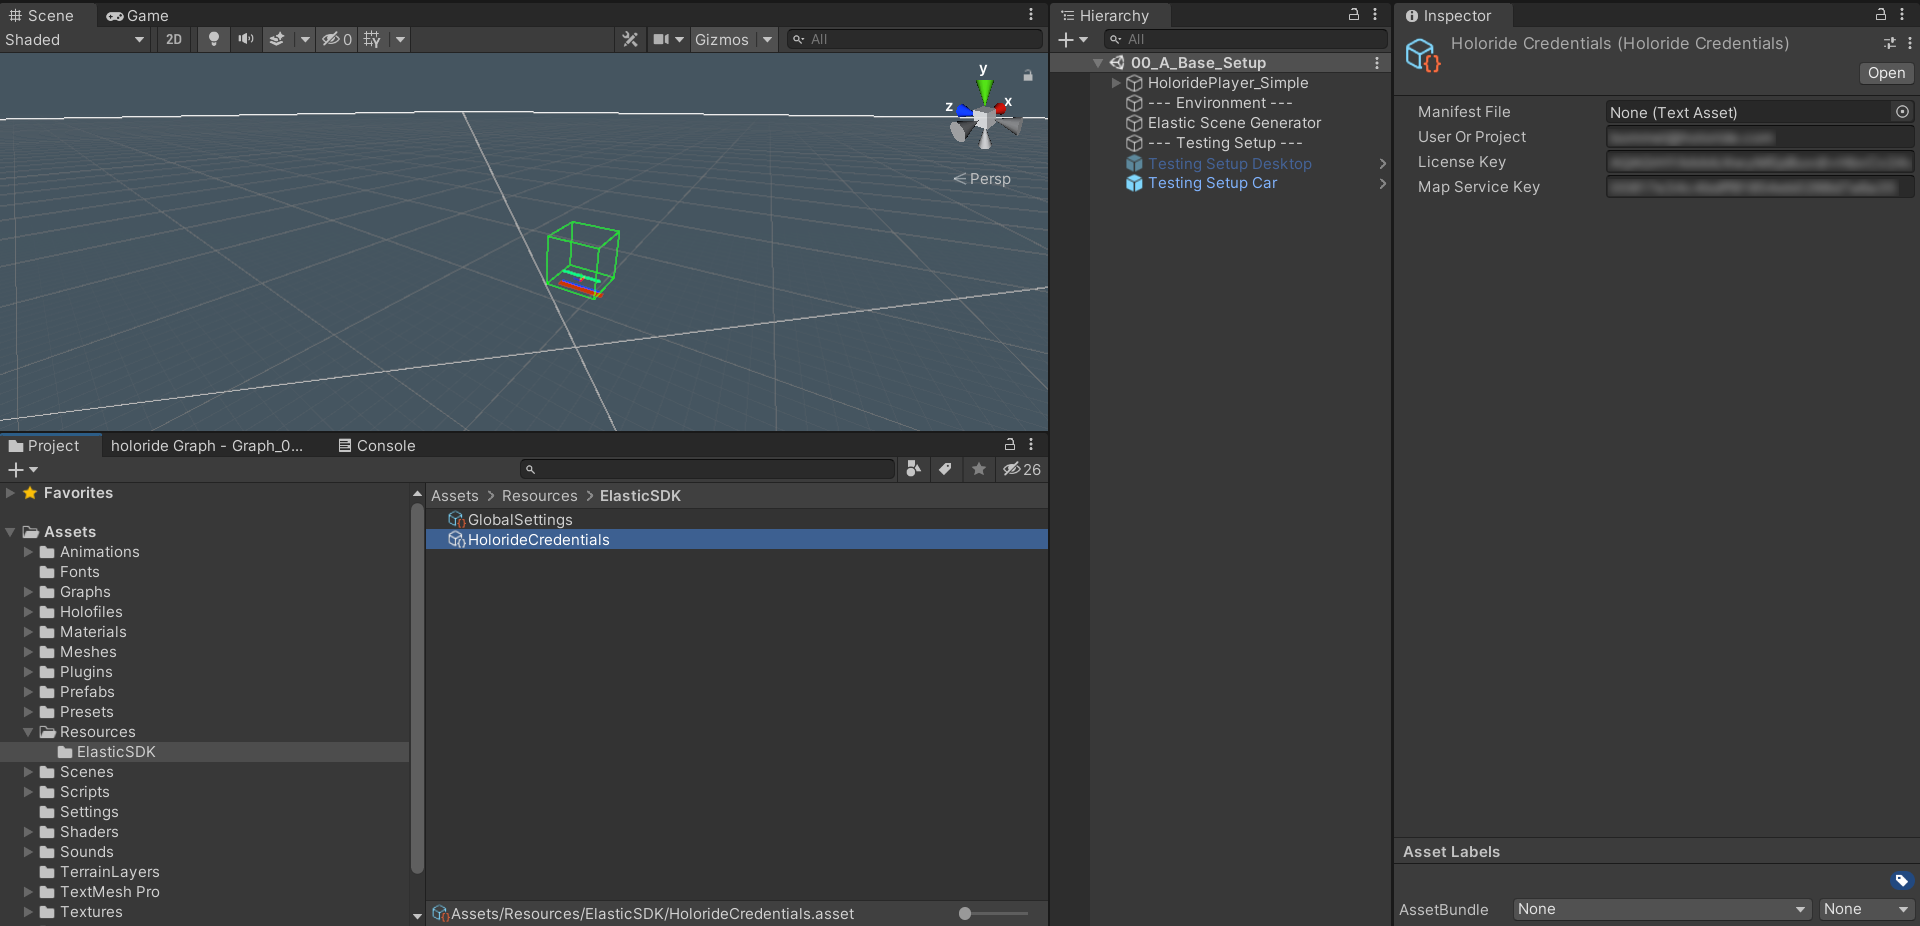 Scene
Game
Shaded
2D
0
Gizmos
All
y
x
z
Persp
Project
holoride Graph - Graph_0...
Console
26
Favorites
Assets
Animations
Fonts
Graphs
Holofiles
Materials
Meshes
Plugins
Prefabs
Presets
Resources
ElasticSDK
Scenes
Scripts
Settings
Shaders
Sounds
TerrainLayers
TextMesh Pro
Textures
Assets > Resources > ElasticSDK
GlobalSettings
HolorideCredentials
Assets/Resources/ElasticSDK/HolorideCredentials.asset
Hierarchy
All
00_A_Base_Setup
HoloridePlayer_Simple
--- Environment ---
Elastic Scene Generator
--- Testing Setup ---
Testing Setup Desktop
Testing Setup Car
Inspector
Holoride Credentials (Holoride Credentials)
Open
Manifest File None (Text Asset)
User Or Project
License Key
Map Service Key
Asset Labels
AssetBundle None None